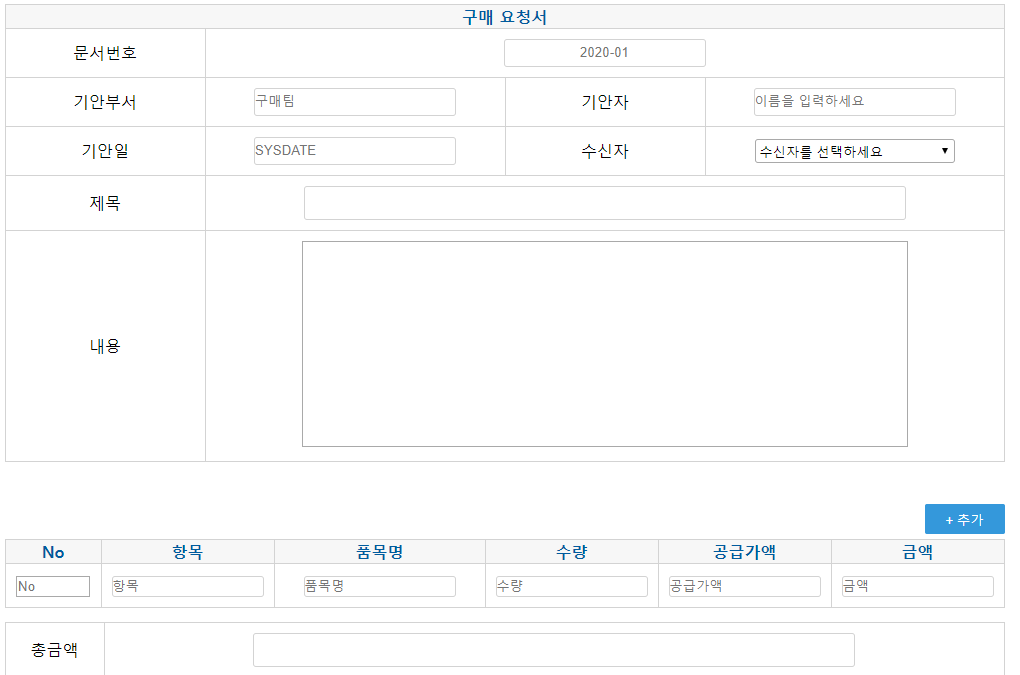 구매 요청서
문서번호 2020-01
기안부서 구매팀 기안자 이름을 입력하세요
기안일 SYSDATE 수신자 수신자를 선택하세요
제목
내용
+ 추가
No 항목 품목명 수량 공급가액 금액
No 항목 품목명 수량 공급가액 금액
총금액